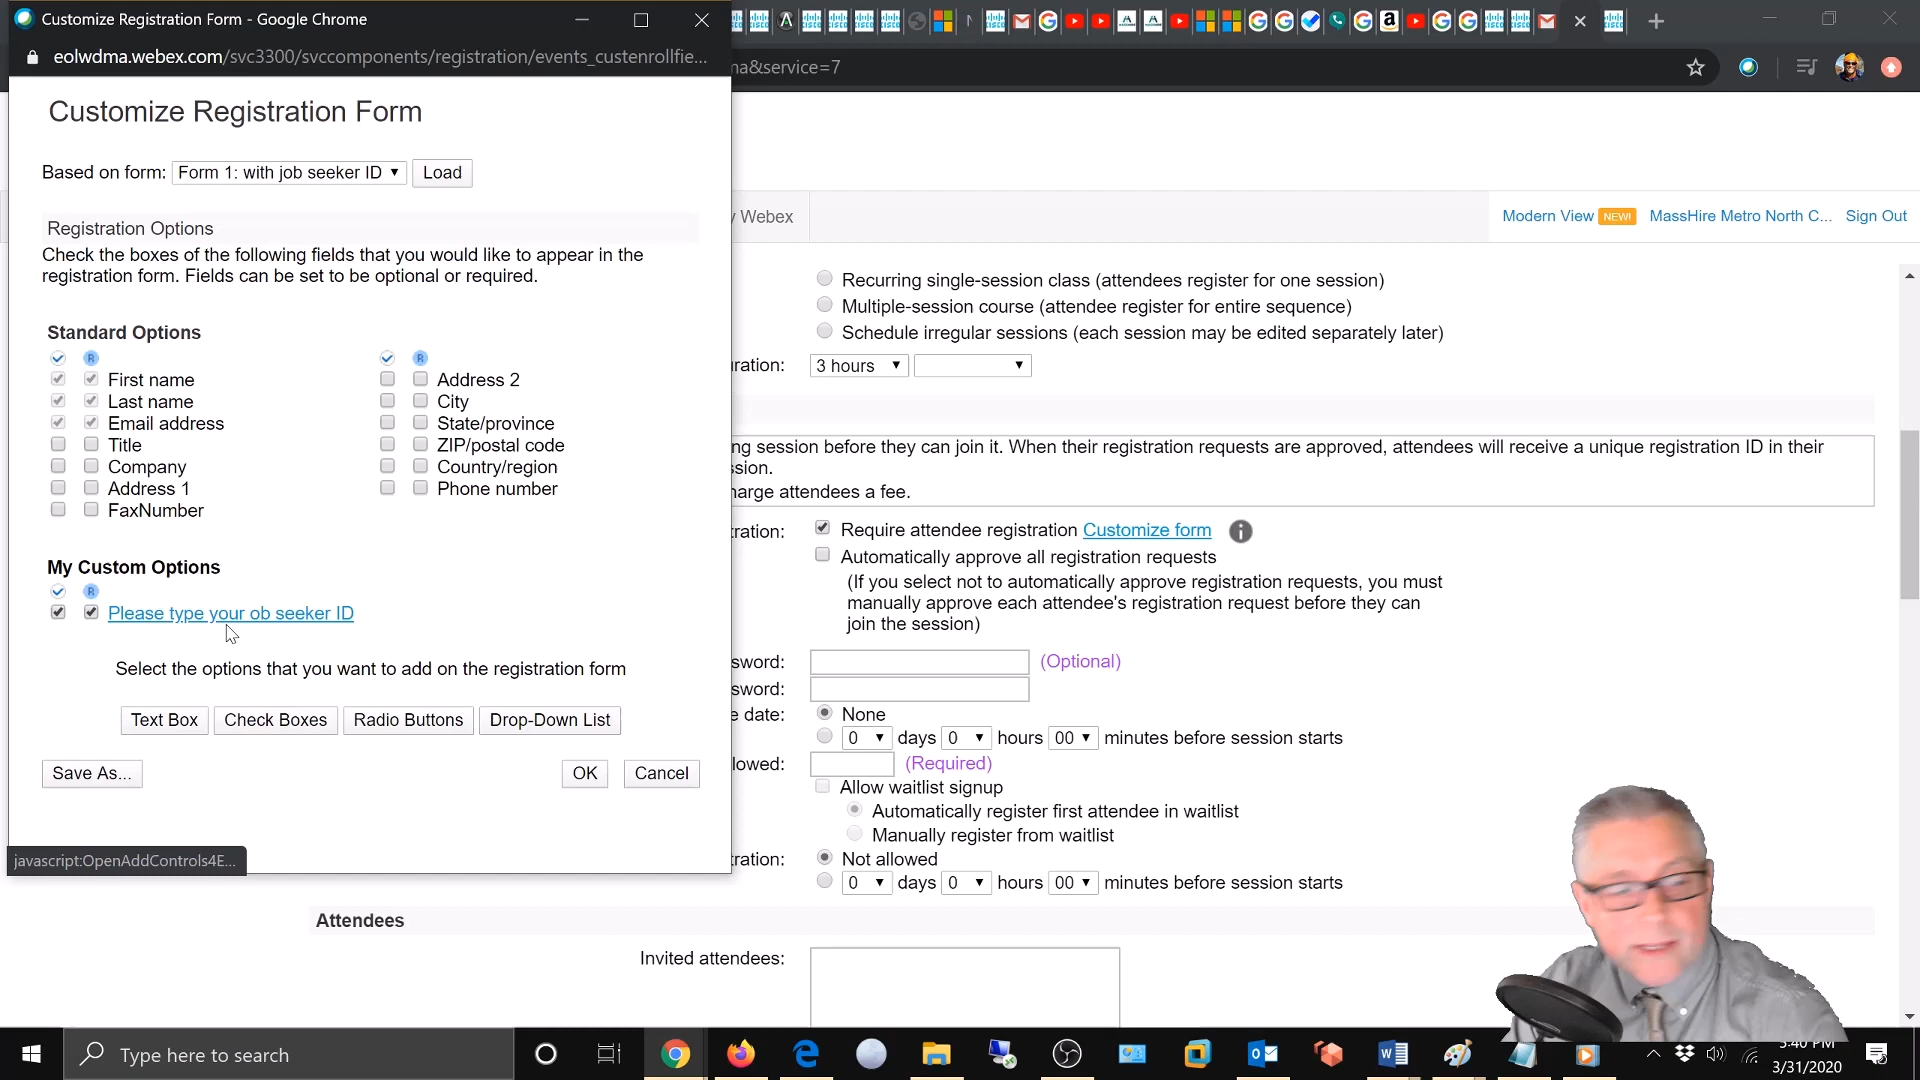 Customize Registration Form - Google Chrome
eolwdma.webex.com/svc3300/svccomponents/registration/events_custenrollfie...
ma&service=7
Customize Registration Form
Based on form: Form 1: with job seeker ID Load
Registration Options
Check the boxes of the following fields that you would like to appear in the
registration form. Fields can be set to be optional or required.
Standard Options
R R
First name Address 2
Last name City
Email address State/province
Title ZIP/postal code
Company Country/region
Address 1 Phone number
FaxNumber
My Custom Options
R
Please type your ob seeker ID
Select the options that you want to add on the registration form
Text Box Check Boxes Radio Buttons Drop-Down List
Save As... OK Cancel
javascript:OpenAddControls4E...
Webex
Modern View NEW! MassHire Metro North C... Sign Out
Recurring single-session class (attendees register for one session)
Multiple-session course (attendee register for entire sequence)
Schedule irregular sessions (each session may be edited separately later)
uration: 3 hours
ng session before they can join it. When their registration requests are approved, attendees will receive a unique registration ID in their
ssion.
harge attendees a fee.
tration: Require attendee registration Customize form
Automatically approve all registration requests
(If you select not to automatically approve registration requests, you must
manually approve each attendee's registration request before they can
join the session)
sword: (Optional)
sword:
e date: None
0 days 0 hours 00 minutes before session starts
lowed: (Required)
Allow waitlist signup
Automatically register first attendee in waitlist
Manually register from waitlist
tration: Not allowed
0 days 0 hours 00 minutes before session starts
Attendees
Invited attendees:
Type here to search
5:40 PM
3/31/2020